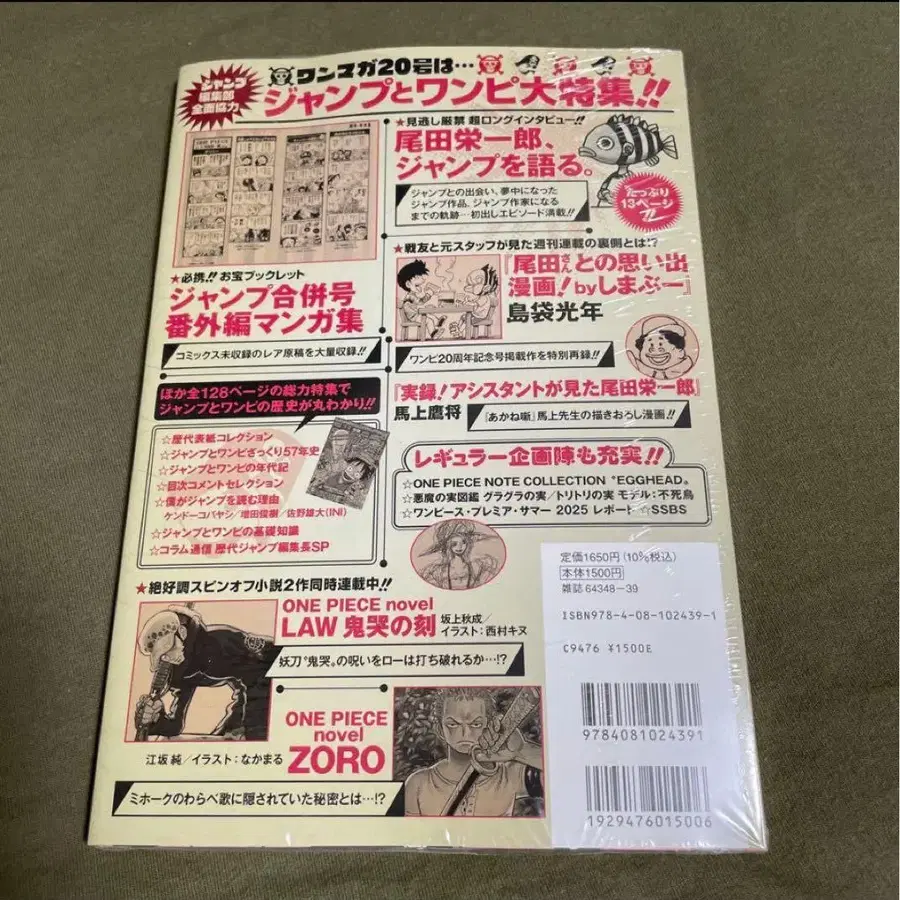 ジャンプ
編集部
全面協力
ワンマガ20号は…
ジャンプとワンピ大特集!!
★見逃し厳禁 超ロングインタビュー!!
尾田栄一郎、
ジャンプを語る。
ジャンプとの出会い、夢中になった
ジャンプ作品、ジャンプ作家になる
までの軌跡…初出しエピソード満載!!
たっぷり
13ページ
★必携!! お宝ブックレット
ジャンプ合併号
番外編マンガ集
コミックス未収録のレア原稿を大量収録!!
★戦友と元スタッフが見た週刊連載の裏側とは!?
『尾田さんとの思い出
漫画!byしまぶー』
島袋光年
ワンピ20周年記念号掲載作を特別再録!!
『実録!アシスタントが見た尾田栄一郎』
馬上鷹将
『あかね噺』馬上先生の描きおろし漫画!!
ほか全128ページの総力特集で
ジャンプとワンピの歴史が丸わかり!!
☆歴代表紙コレクション
☆ジャンプとワンピざっくり57年史
☆ジャンプとワンピの年代記
☆目次コメントセレクション
☆僕がジャンプを読む理由
ケンドーコバヤシ/増田俊樹/佐野雄大(INI)
☆ジャンプとワンピの基礎知識
☆コラム通信 歴代ジャンプ編集長SP
レギュラー企画陣も充実!!
☆ONE PIECE NOTE COLLECTION "EGGHEAD"
☆悪魔の実図鑑 グラグラの実/トリトリの実 モデル:不死鳥
☆ワンピース・プレミア・サマー 2025 レポート ☆SSBS
★絶好調スピンオフ小説2作同時連載中!!
ONE PIECE novel
LAW 鬼哭の刻
坂上秋成/
イラスト:西村キヌ
妖刀"鬼哭"の呪いをローは打ち破れるか…!?
ONE PIECE
novel
ZORO
江坂 純/イラスト:なかまる
ミホークのわらべ歌に隠されていた秘密とは…!?
定価1650円(10%税込)
本体1500円
雑誌 64348-39
ISBN978-4-08-102439-1
C9476 ¥1500E
9784081024391
1929476015006